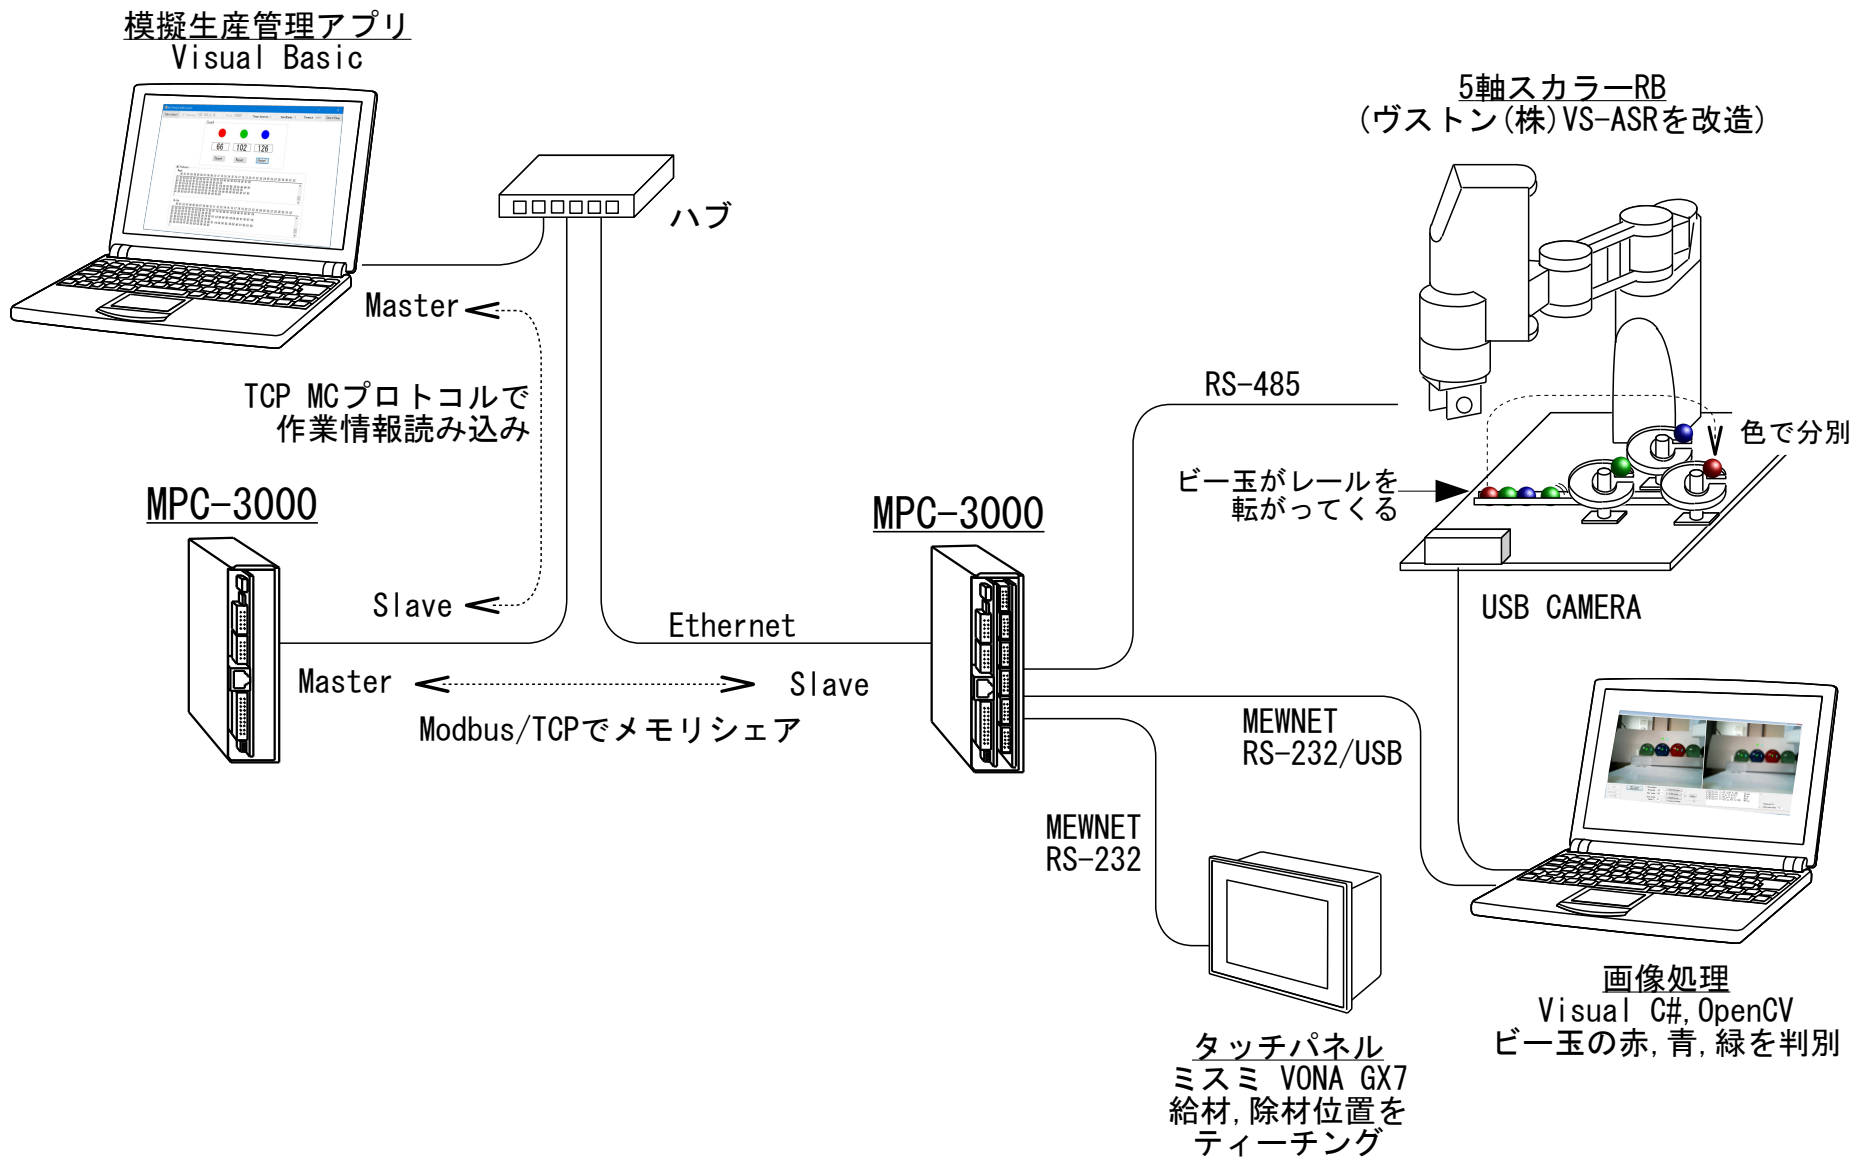 模擬生産管理アプリ
Visual Basic
66 102 126
ハブ
5軸スカラーRB
(ヴストン(株)VS-ASRを改造)
Master
TCP MCプロトコルで
作業情報読み込み
RS-485
色で分別
ビー玉がレールを
転がってくる
MPC-3000
MPC-3000
Slave
Ethernet
USB CAMERA
Master
Slave
Modbus/TCPでメモリシェア
MEWNET
RS-232/USB
MEWNET
RS-232
画像処理
Visual C#,OpenCV
ビー玉の赤,青,緑を判別
タッチパネル
ミスミ VONA GX7
給材,除材位置を
ティーチング